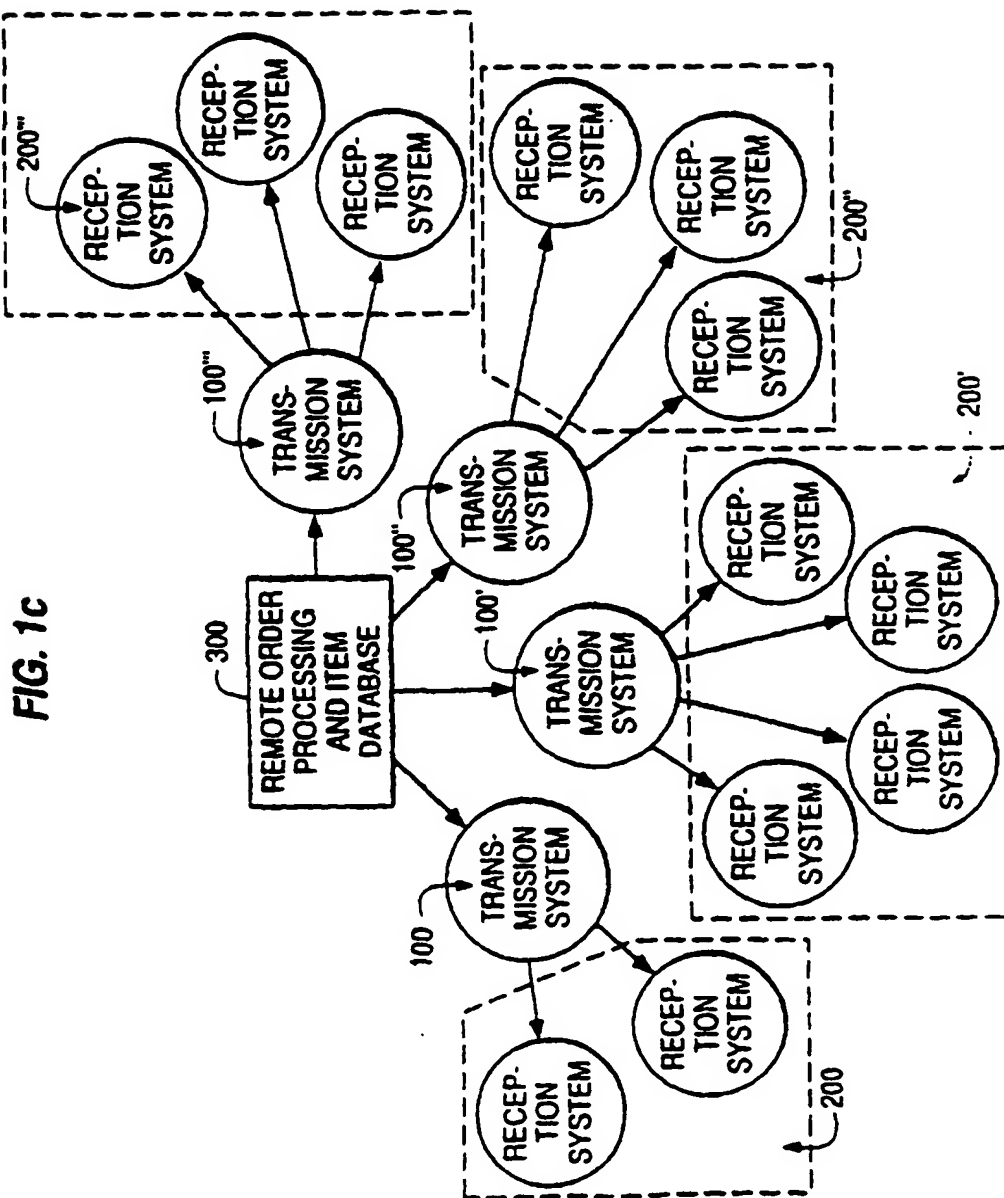 FIG. 1c
300
REMOTE ORDER
PROCESSING
AND ITEM
DATABASE
100
TRANS-
MISSION
SYSTEM
100'
TRANS-
MISSION
SYSTEM
100"
TRANS-
MISSION
SYSTEM
100'"
TRANS-
MISSION
SYSTEM
RECEP-
TION
SYSTEM
RECEP-
TION
SYSTEM
200
RECEP-
TION
SYSTEM
RECEP-
TION
SYSTEM
RECEP-
TION
SYSTEM
RECEP-
TION
SYSTEM
200'
RECEP-
TION
SYSTEM
RECEP-
TION
SYSTEM
RECEP-
TION
SYSTEM
200"
200'"
RECEP-
TION
SYSTEM
RECEP-
TION
SYSTEM
RECEP-
TION
SYSTEM